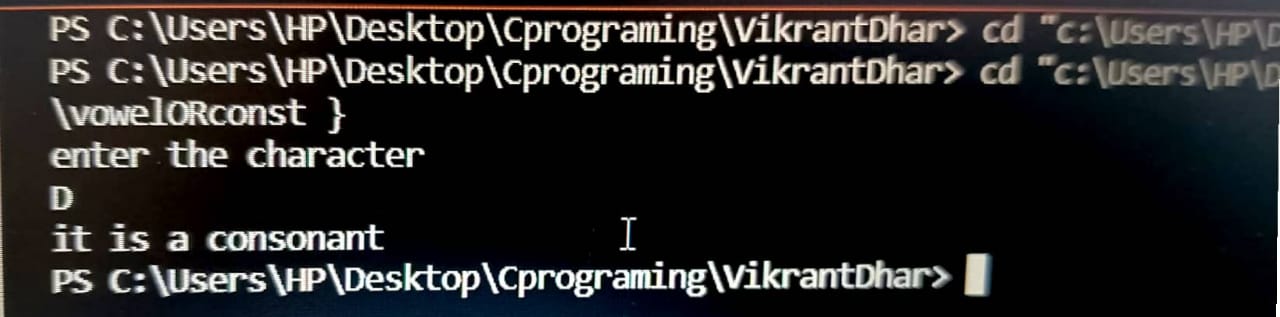 PS C:\Users\HP\Desktop\Cprograming\VikrantDhar> cd "c:\Users\HP\D
PS C:\Users\HP\Desktop\Cprograming\VikrantDhar> cd "c:\Users\HP\D
\vowelORconst }
enter the character
D
it is a consonant
PS C:\Users\HP\Desktop\Cprograming\VikrantDhar>